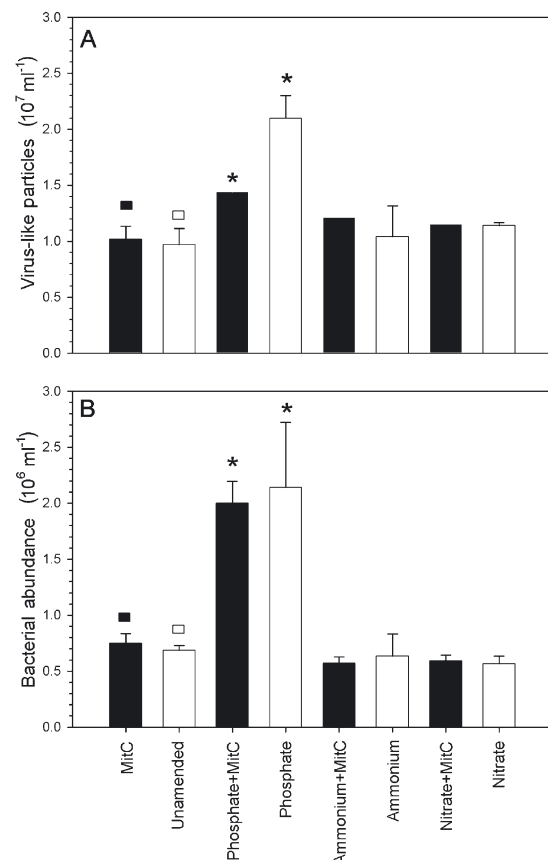 A
Virus-like particles (10⁷ ml⁻¹)
3.0
2.5
2.0
1.5
1.0
0.5
0.0
*
*
B
Bacterial abundance (10⁶ ml⁻¹)
3.0
2.5
2.0
1.5
1.0
0.5
0.0
*
*
MitC
Unamended
Phosphate+MitC
Phosphate
Ammonium+MitC
Ammonium
Nitrate+MitC
Nitrate